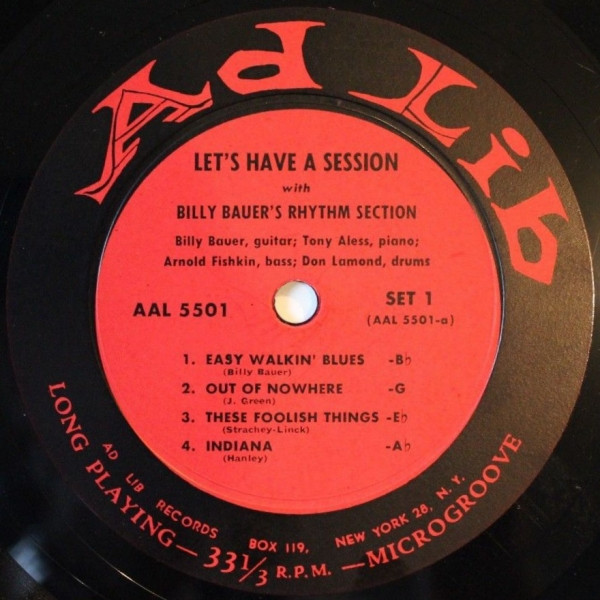 Ad Lib
LET'S HAVE A SESSION
with
BILLY BAUER'S RHYTHM SECTION
Billy Bauer, guitar; Tony Aless, piano;
Arnold Fishkin, bass; Don Lamond, drums
AAL 5501
SET 1
(AAL 5501-a)
1. EASY WALKIN' BLUES -B♭
(Billy Bauer)
2. OUT OF NOWHERE -G
(J. Green)
3. THESE FOOLISH THINGS -E♭
(Strachey-Linck)
4. INDIANA -A♭
(Hanley)
AD LIB RECORDS BOX 119, NEW YORK 28, N. Y.
LONG PLAYING — 33 1/3 R.P.M. — MICROGROOVE